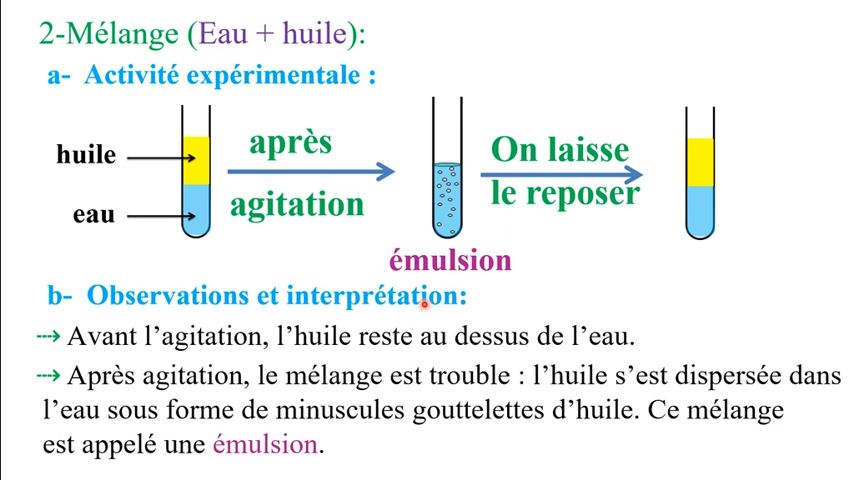 2-Mélange (Eau + huile):
a- Activité expérimentale :
huile
eau
après
agitation
émulsion
On laisse
le reposer
b- Observations et interprétation:
⤏ Avant l’agitation, l’huile reste au dessus de l’eau.
⤏ Après agitation, le mélange est trouble : l’huile s’est dispersée dans
l’eau sous forme de minuscules gouttelettes d’huile. Ce mélange
est appelé une émulsion.